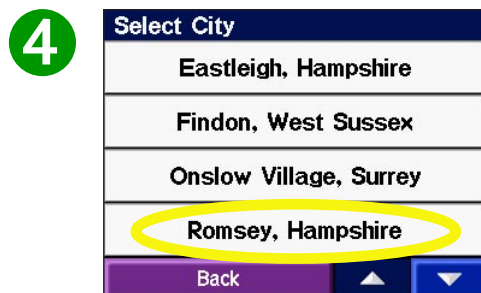 4
Select City
Eastleigh, Hampshire
Findon, West Sussex
Onslow Village, Surrey
Romsey, Hampshire
Back